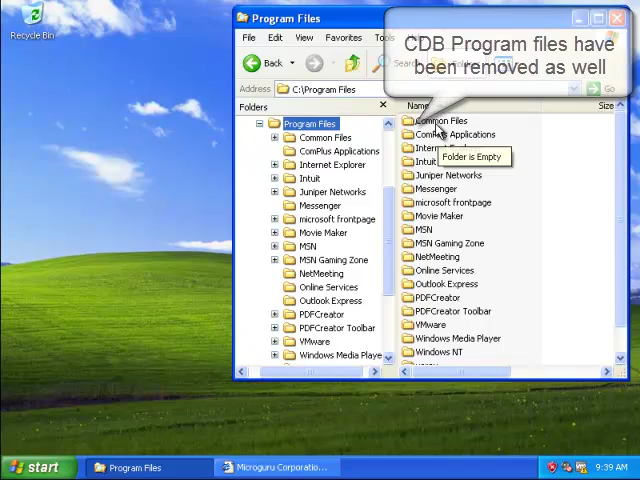 Recycle Bin
Program Files
File Edit View Favorites Tools
Back
Address C:\Program Files Go
CDB Program files have
been removed as well
Folders
Program Files
Common Files
ComPlus Applications
Internet Explorer
Intuit
Juniper Networks
Messenger
microsoft frontpage
Movie Maker
MSN
MSN Gaming Zone
NetMeeting
Online Services
Outlook Express
PDFCreator
PDFCreator Toolbar
VMware
Windows Media Playe
Size
Common Files
ComPlus Applications
Intuit
Juniper Networks
Messenger
microsoft frontpage
Movie Maker
MSN
MSN Gaming Zone
NetMeeting
Online Services
Outlook Express
PDFCreator
PDFCreator Toolbar
VMware
Windows Media Player
Windows NT
Folder is Empty
start
Program Files
Microguru Corporatio...
9:39 AM